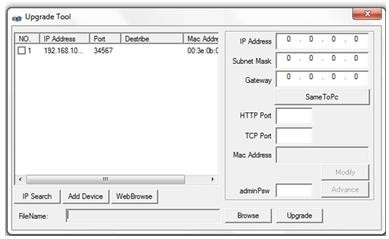 Upgrade Tool
NO. IP Address Port Destribe Mac Addre
1 192.168.10... 34567 00:3e:0b:0
IP Address 0 . 0 . 0 . 0
Subnet Mask 0 . 0 . 0 . 0
Gateway 0 . 0 . 0 . 0
SameToPc
HTTP Port
TCP Port
Mac Address
Modify
adminPsw Advance
IP Search Add Device WebBrowse
FileName: Browse Upgrade